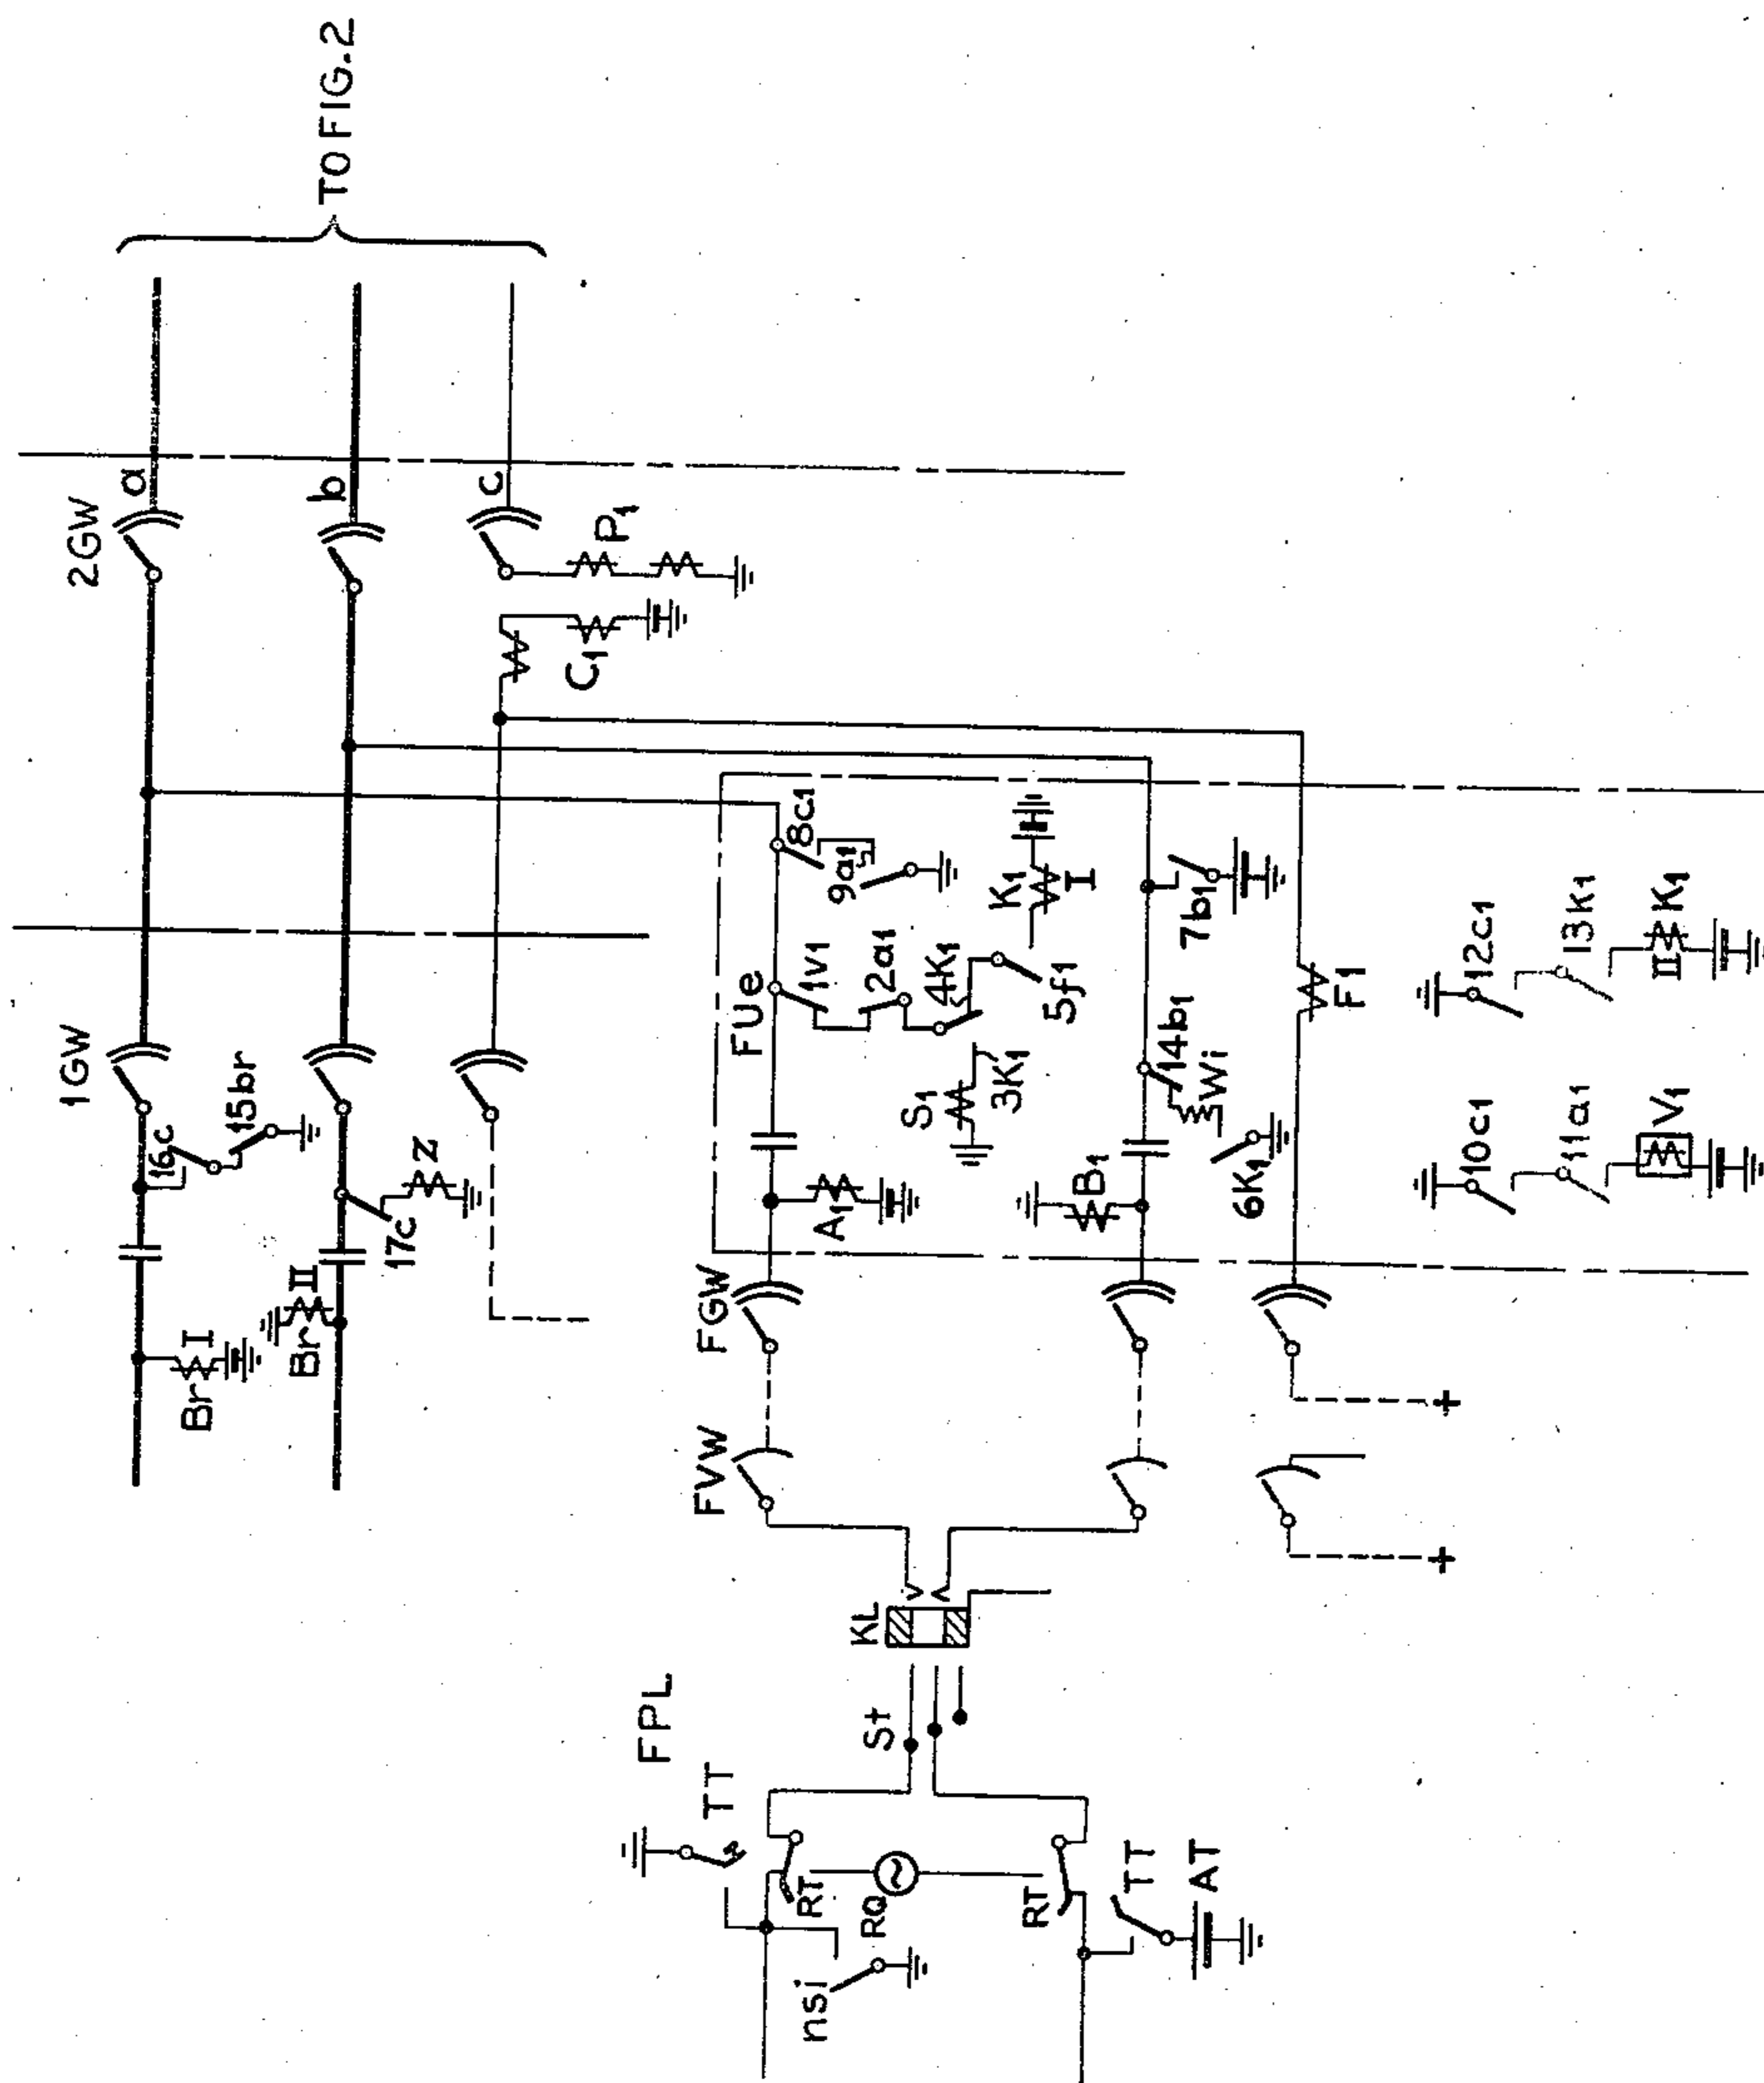 TO FIG.2
2GW
a
b
c
P1
C1
1GW
16c
15br
Z
17c
Br
I
Br
II
FUe
8c1
9a1
1v1
2a1
4K1
5f1
K1
I
S1
3K1
A1
7b1
14b1
Wi
6K1
B1
F1
12c1
13K1
II
K1
10c1
11a1
V1
FGW
FVW
+
+
KL
St
FPL
TT
RT
RQ
RT
TT
AT
nsi